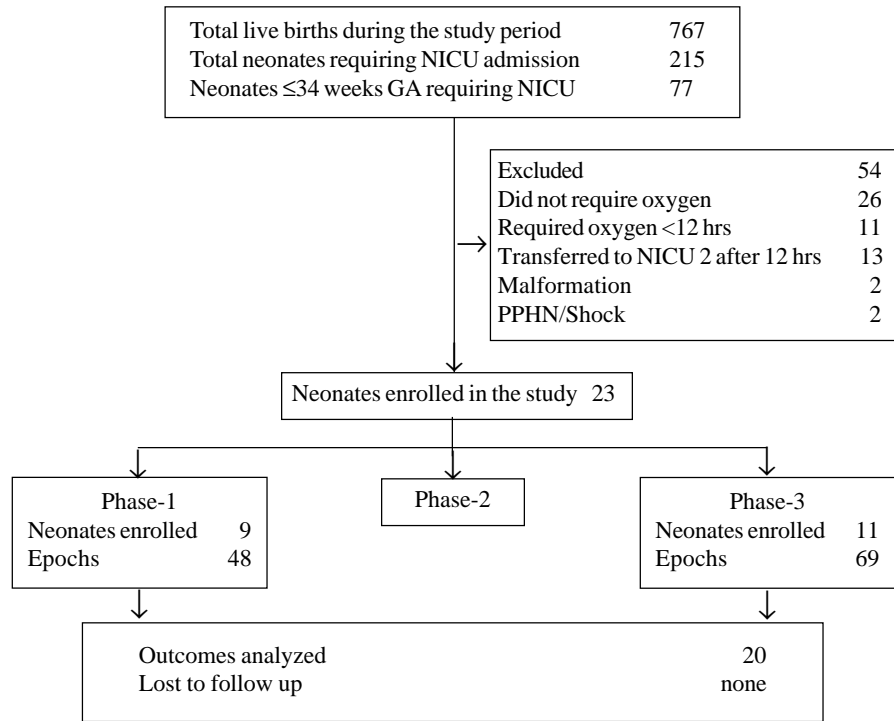 Total live births during the study period 767
Total neonates requiring NICU admission 215
Neonates ≤34 weeks GA requiring NICU 77
Excluded 54
Did not require oxygen 26
Required oxygen <12 hrs 11
Transferred to NICU 2 after 12 hrs 13
Malformation 2
PPHN/Shock 2
Neonates enrolled in the study 23
Phase-1
Neonates enrolled 9
Epochs 48
Phase-2
Phase-3
Neonates enrolled 11
Epochs 69
Outcomes analyzed 20
Lost to follow up none